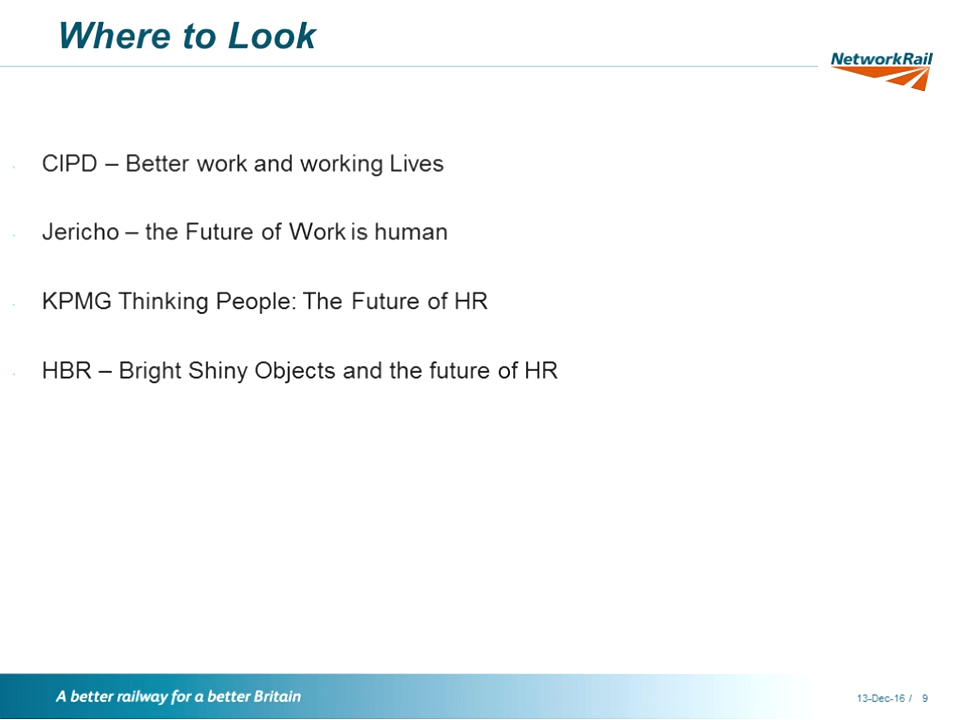 Where to Look
NetworkRail
CIPD – Better work and working Lives
Jericho – the Future of Work is human
KPMG Thinking People: The Future of HR
HBR – Bright Shiny Objects and the future of HR
A better railway for a better Britain
13-Dec-16 / 9